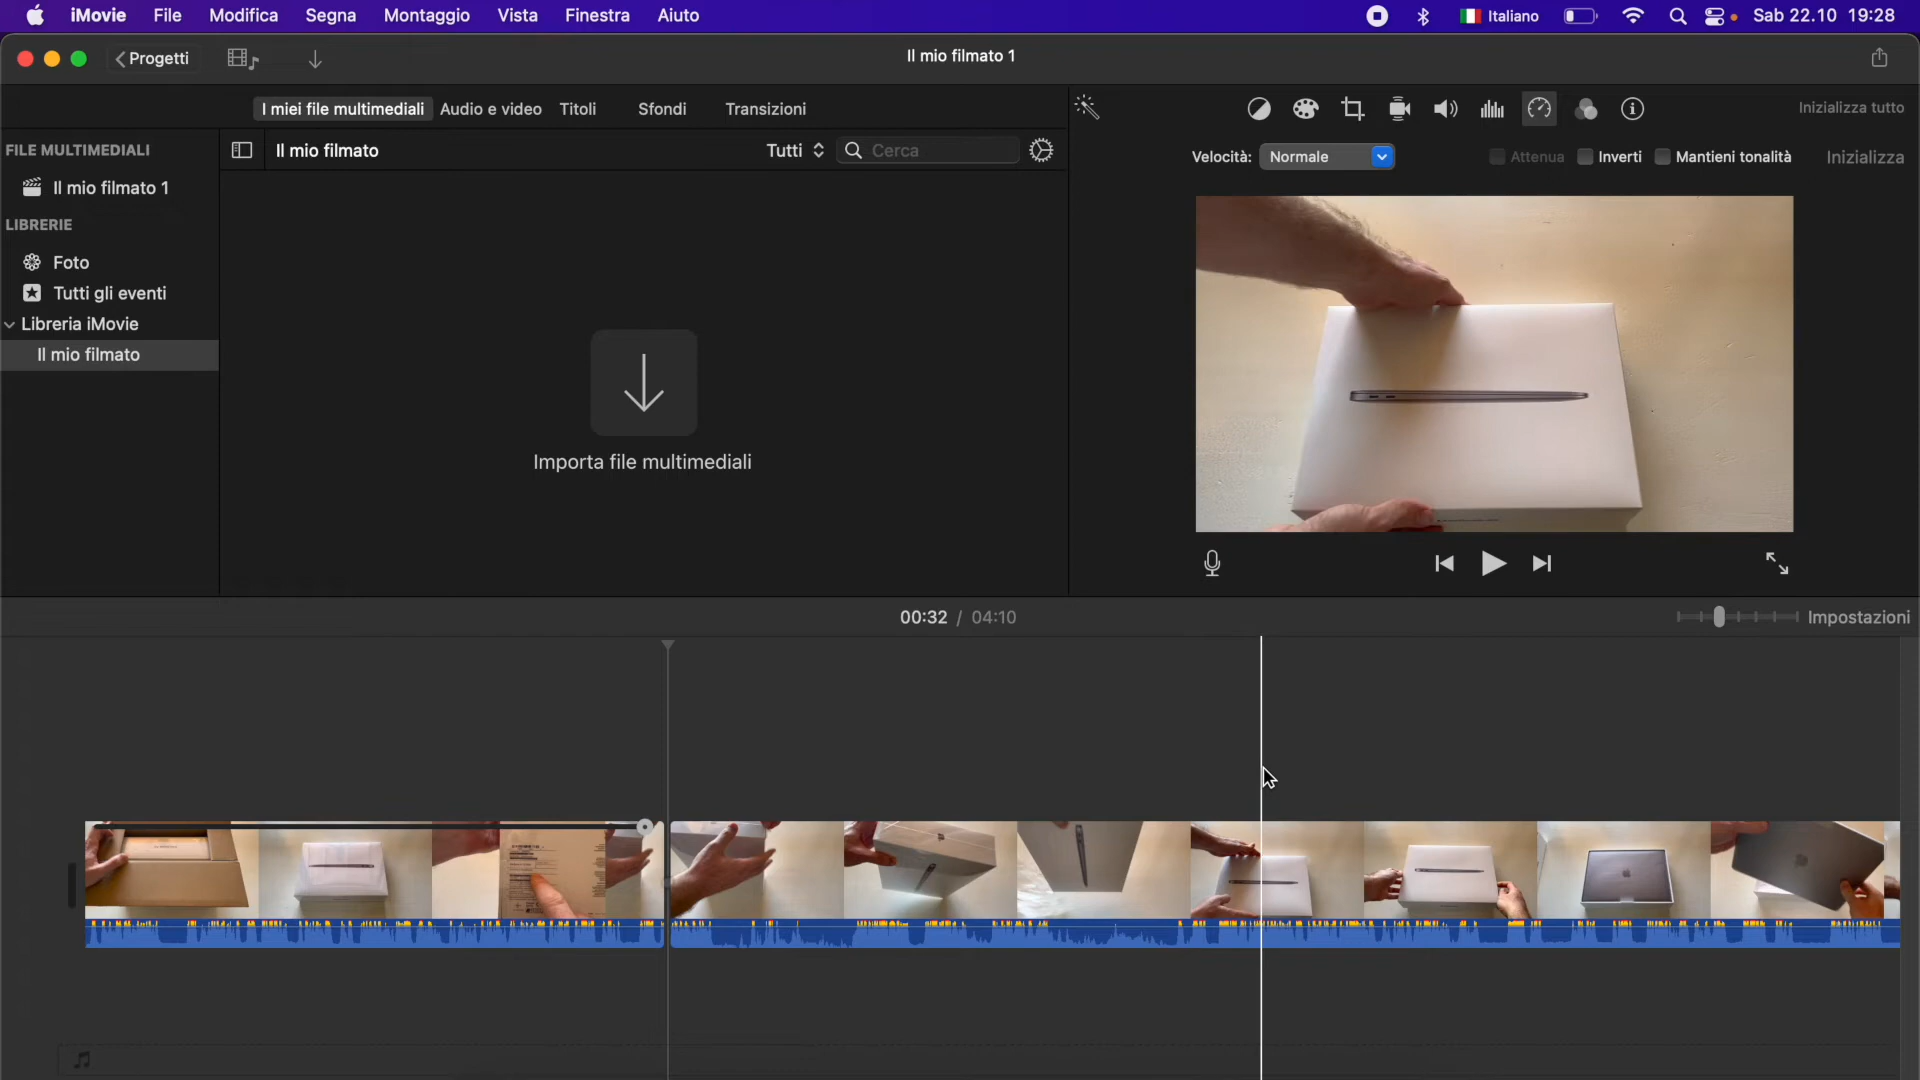 iMovie File Modifica Segna Montaggio Vista Finestra Aiuto Italiano Sab 22.10 19:28
Progetti Il mio filmato 1
I miei file multimediali Audio e video Titoli Sfondi Transizioni Inizializza tutto
FILE MULTIMEDIALI Il mio filmato Tutti Cerca Velocità: Normale Attenua Inverti Mantieni tonalità Inizializza
Il mio filmato 1
LIBRERIE
Foto
Tutti gli eventi
Libreria iMovie
Il mio filmato
Importa file multimediali
00:32 / 04:10 Impostazioni